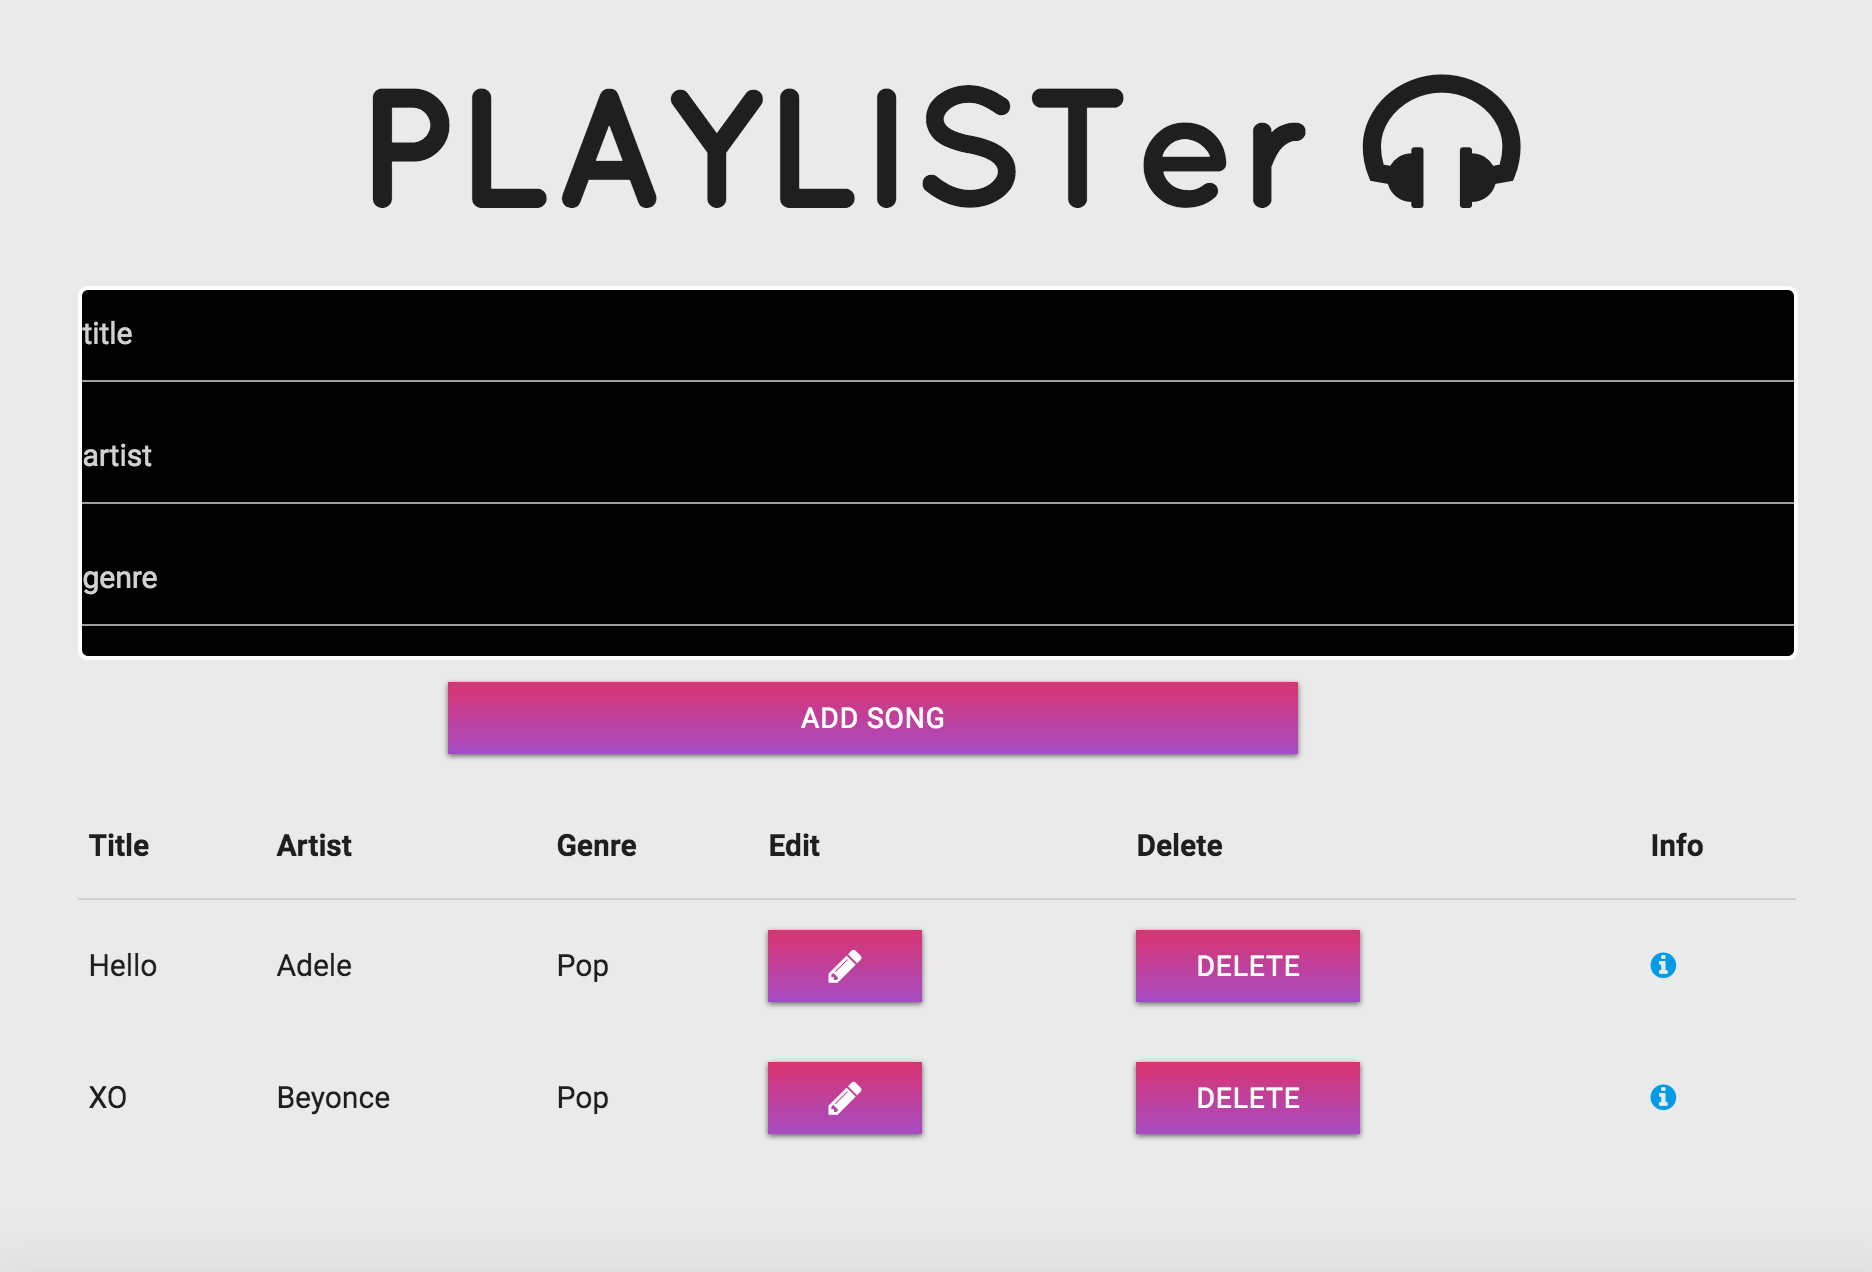 PLAYLISTer
title
artist
genre
ADD SONG
Title Artist Genre Edit Delete Info
Hello Adele Pop DELETE
XO Beyonce Pop DELETE